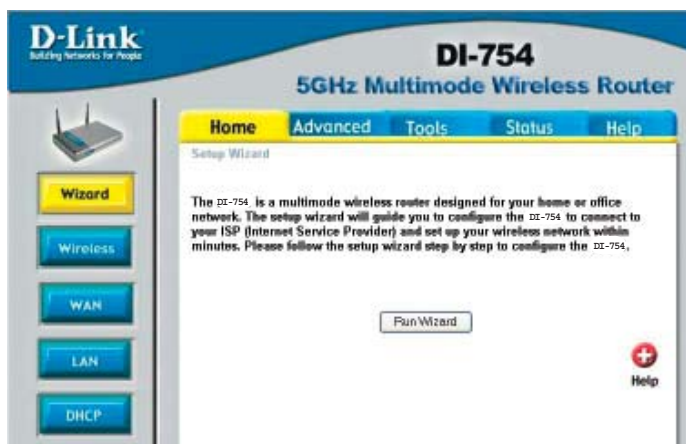 D-Link
Building Networks for People
DI-754
5GHz Multimode Wireless Router
Home
Advanced
Tools
Status
Help
Setup Wizard
Wizard
Wireless
WAN
LAN
DHCP
The DI-754 is a multimode wireless router designed for your home or office
network. The setup wizard will guide you to configure the DI-754 to connect to
your ISP (Internet Service Provider) and set up your wireless network within
minutes. Please follow the setup wizard step by step to configure the DI-754.
Run Wizard
Help